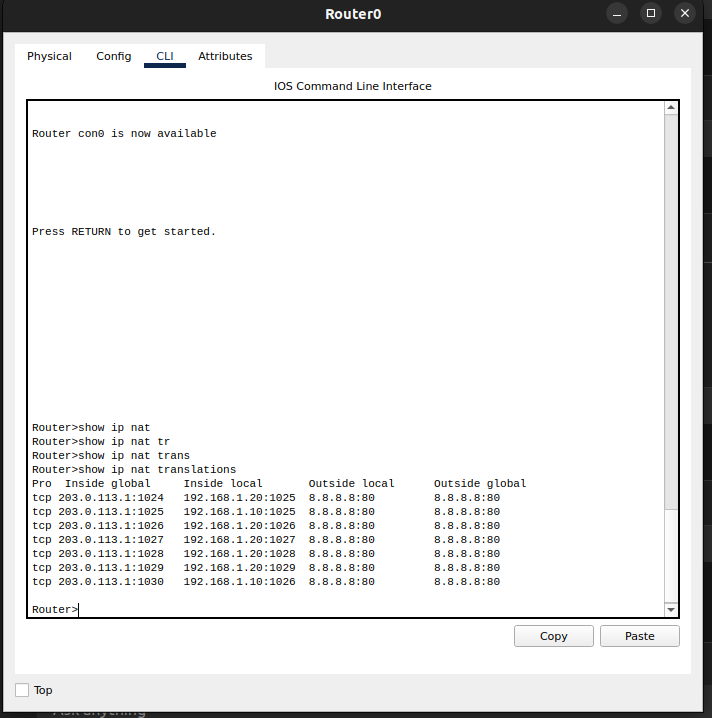 Router0
Physical Config CLI Attributes
IOS Command Line Interface
Router con0 is now available
Press RETURN to get started.
Router>show ip nat
Router>show ip nat tr
Router>show ip nat trans
Router>show ip nat translations
Pro  Inside global     Inside local       Outside local      Outside global
tcp 203.0.113.1:1024   192.168.1.20:1025  8.8.8.8:80         8.8.8.8:80
tcp 203.0.113.1:1025   192.168.1.10:1025  8.8.8.8:80         8.8.8.8:80
tcp 203.0.113.1:1026   192.168.1.20:1026  8.8.8.8:80         8.8.8.8:80
tcp 203.0.113.1:1027   192.168.1.20:1027  8.8.8.8:80         8.8.8.8:80
tcp 203.0.113.1:1028   192.168.1.20:1028  8.8.8.8:80         8.8.8.8:80
tcp 203.0.113.1:1029   192.168.1.20:1029  8.8.8.8:80         8.8.8.8:80
tcp 203.0.113.1:1030   192.168.1.10:1026  8.8.8.8:80         8.8.8.8:80
Router>
Copy Paste
Top
Ask anything